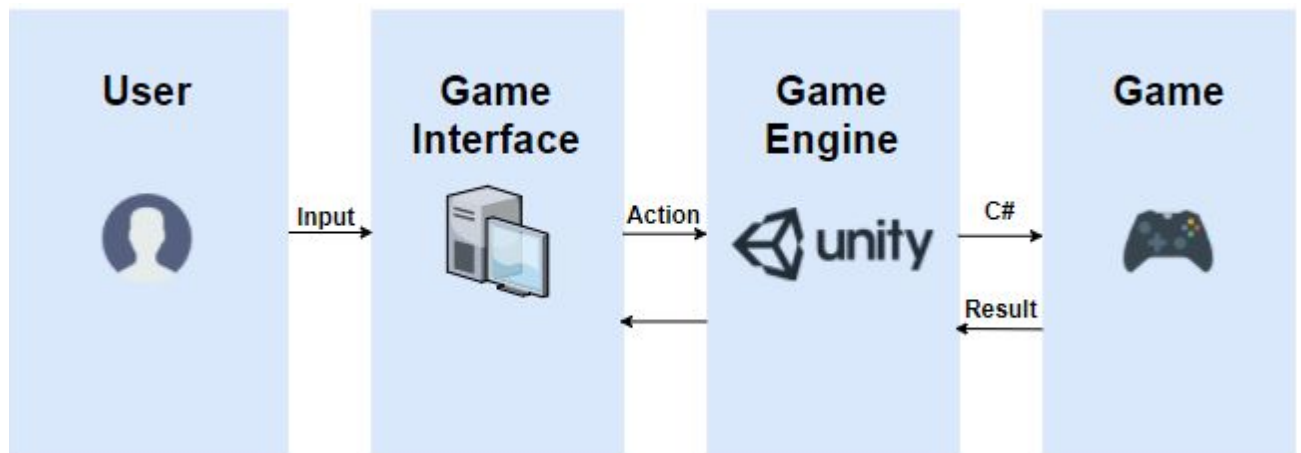 User
Game
Interface
Game
Engine
Game
Input
Action
unity
C#
Result